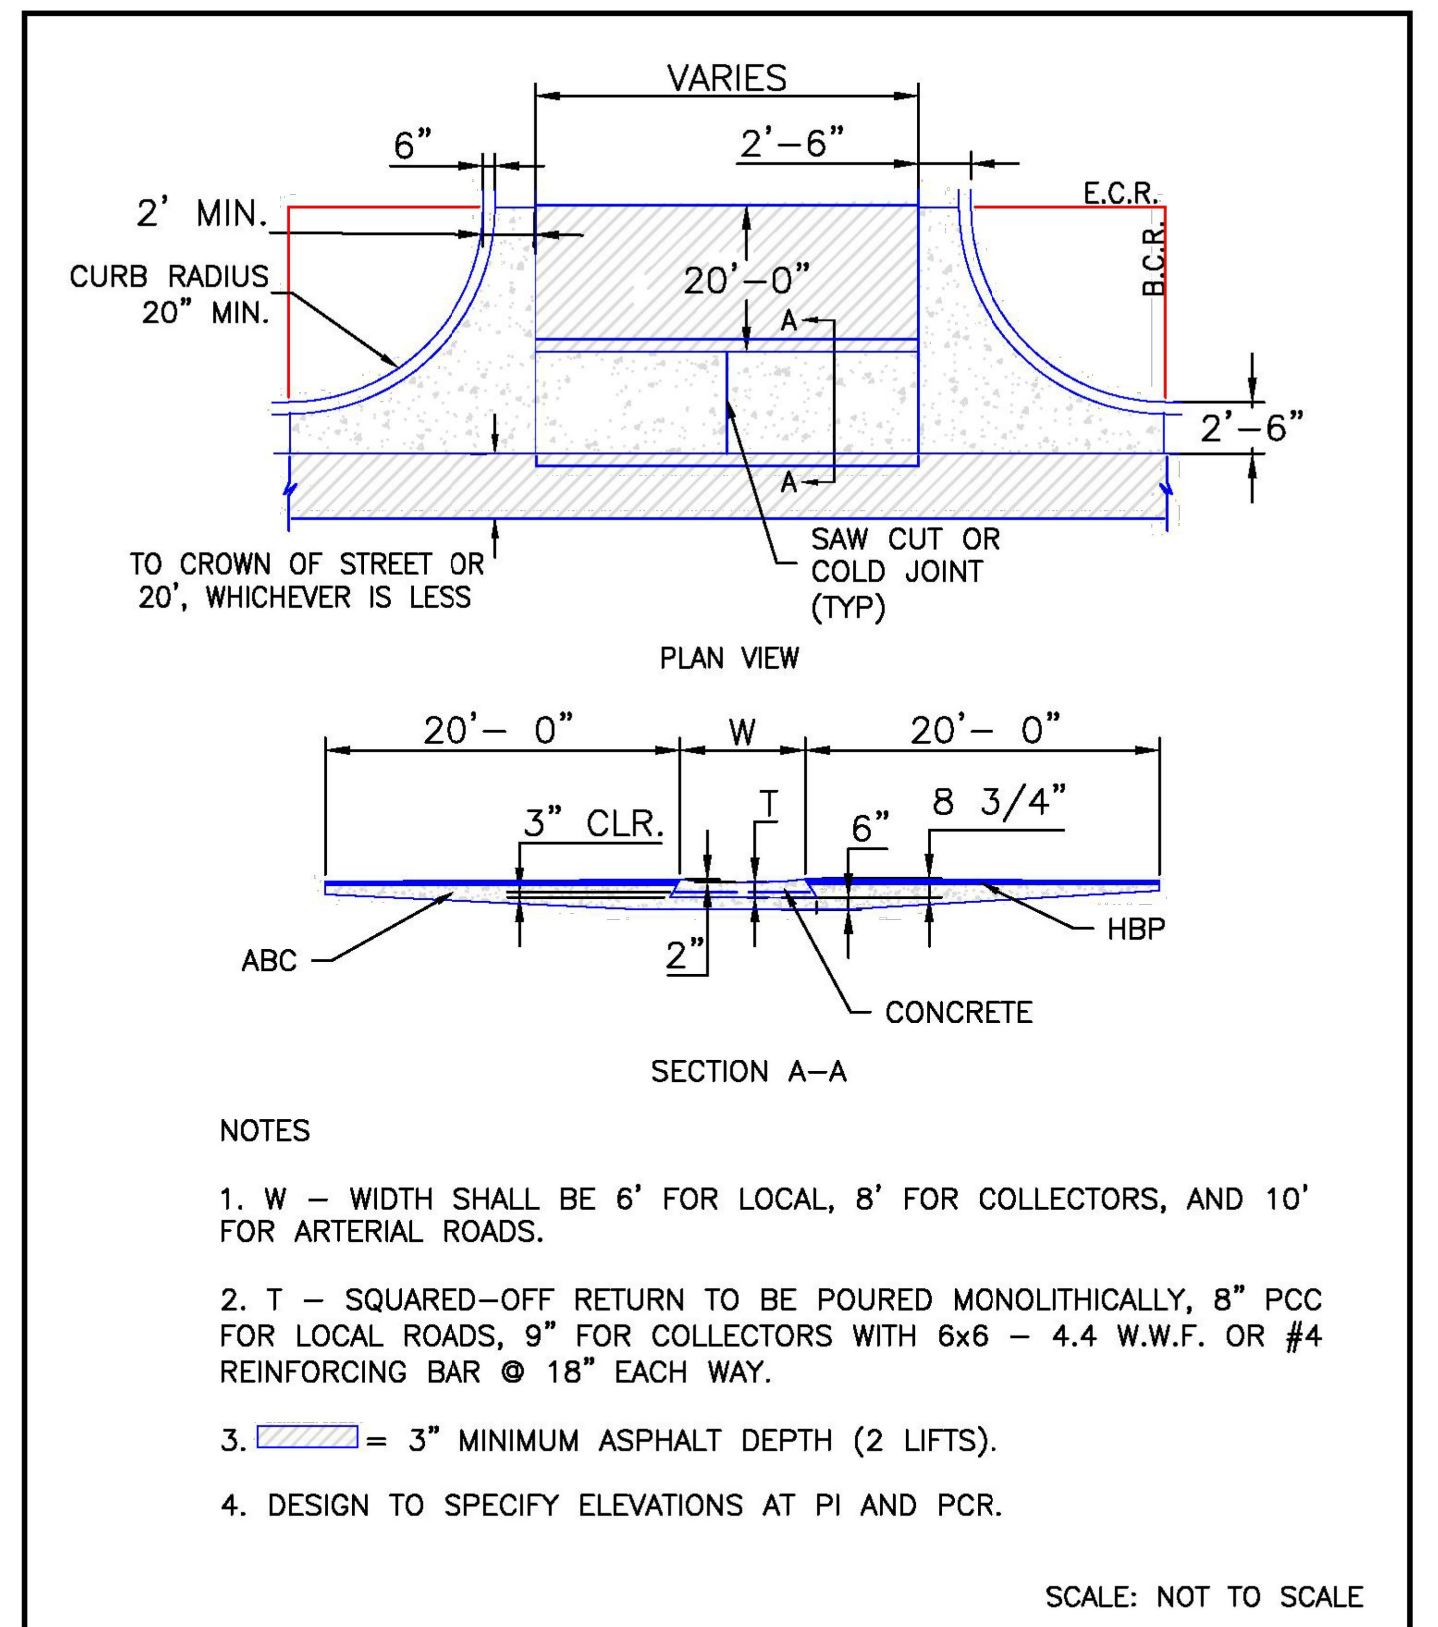 VARIES
6”
2’-6”
2’ MIN.
E.C.R.
B.C.R.
CURB RADIUS
20” MIN.
20’-0”
A
2’-6”
A
SAW CUT OR
COLD JOINT
(TYP)
TO CROWN OF STREET OR
20’, WHICHEVER IS LESS
PLAN VIEW
20’- 0”
W
20’- 0”
3” CLR.
T
6”
8 3/4”
2”
ABC
HBP
CONCRETE
SECTION A-A
NOTES
1. W - WIDTH SHALL BE 6’ FOR LOCAL, 8’ FOR COLLECTORS, AND 10’
FOR ARTERIAL ROADS.
2. T - SQUARED-OFF RETURN TO BE POURED MONOLITHICALLY, 8” PCC
FOR LOCAL ROADS, 9” FOR COLLECTORS WITH 6x6 - 4.4 W.W.F. OR #4
REINFORCING BAR @ 18” EACH WAY.
3. = 3” MINIMUM ASPHALT DEPTH (2 LIFTS).
4. DESIGN TO SPECIFY ELEVATIONS AT PI AND PCR.
SCALE: NOT TO SCALE